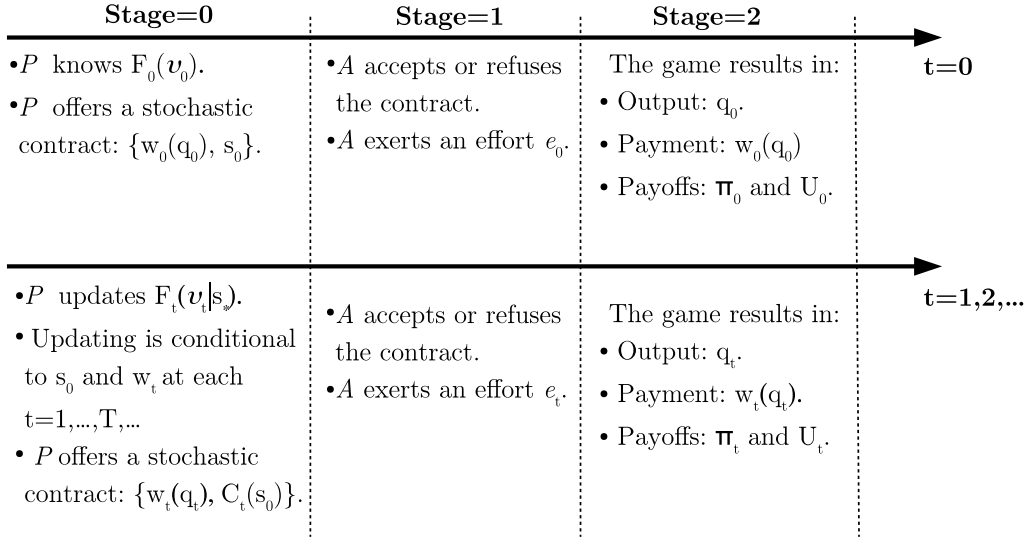 Stage=0
Stage=1
Stage=2
t=0
•P knows F₀(υ₀).
•P offers a stochastic
contract: {w₀(q₀), s₀}.
•A accepts or refuses
the contract.
•A exerts an effort e₀.
The game results in:
• Output: q₀.
• Payment: w₀(q₀)
• Payoffs: π₀ and U₀.
t=1,2,...
•P updates Fₜ(υₜ|s⁎).
• Updating is conditional
to s₀ and wₜ at each
t=1,...,T,...
• P offers a stochastic
contract: {wₜ(qₜ), Cₜ(s₀)}.
•A accepts or refuses
the contract.
•A exerts an effort eₜ.
The game results in:
• Output: qₜ.
• Payment: wₜ(qₜ).
• Payoffs: πₜ and Uₜ.